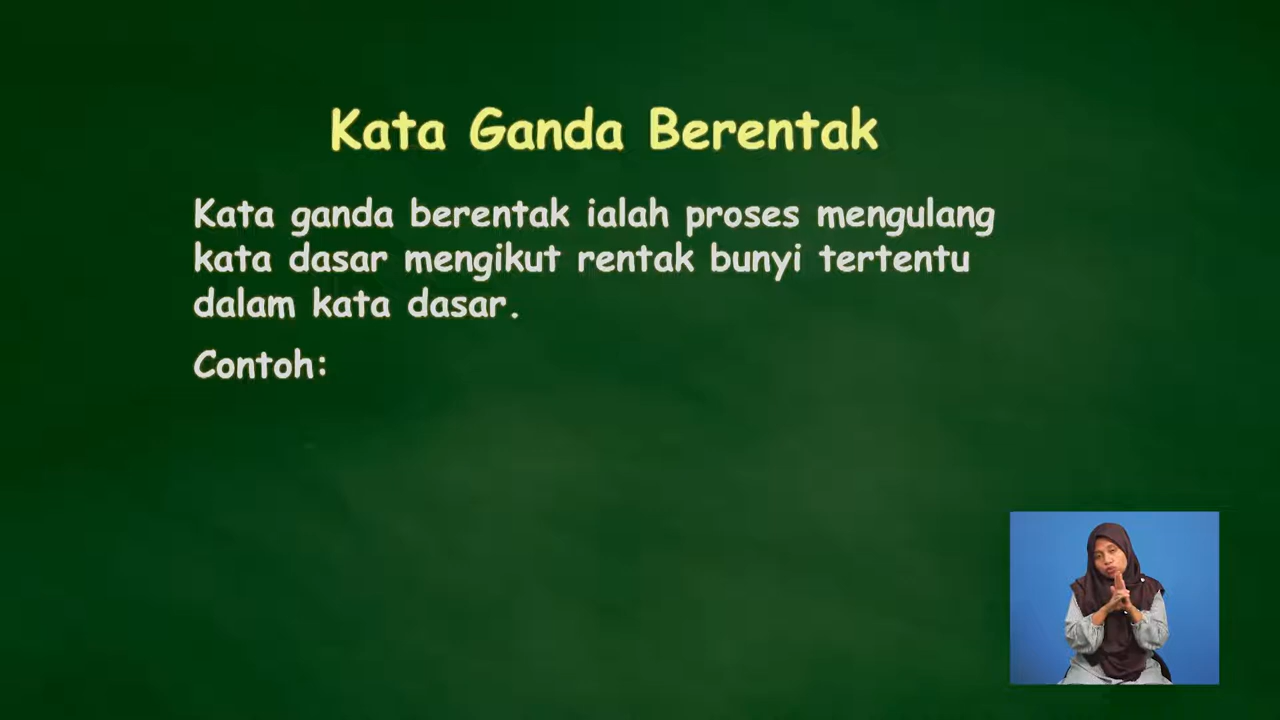 Kata Ganda Berentak
Kata ganda berentak ialah proses mengulang
kata dasar mengikut rentak bunyi tertentu
dalam kata dasar.
Contoh: